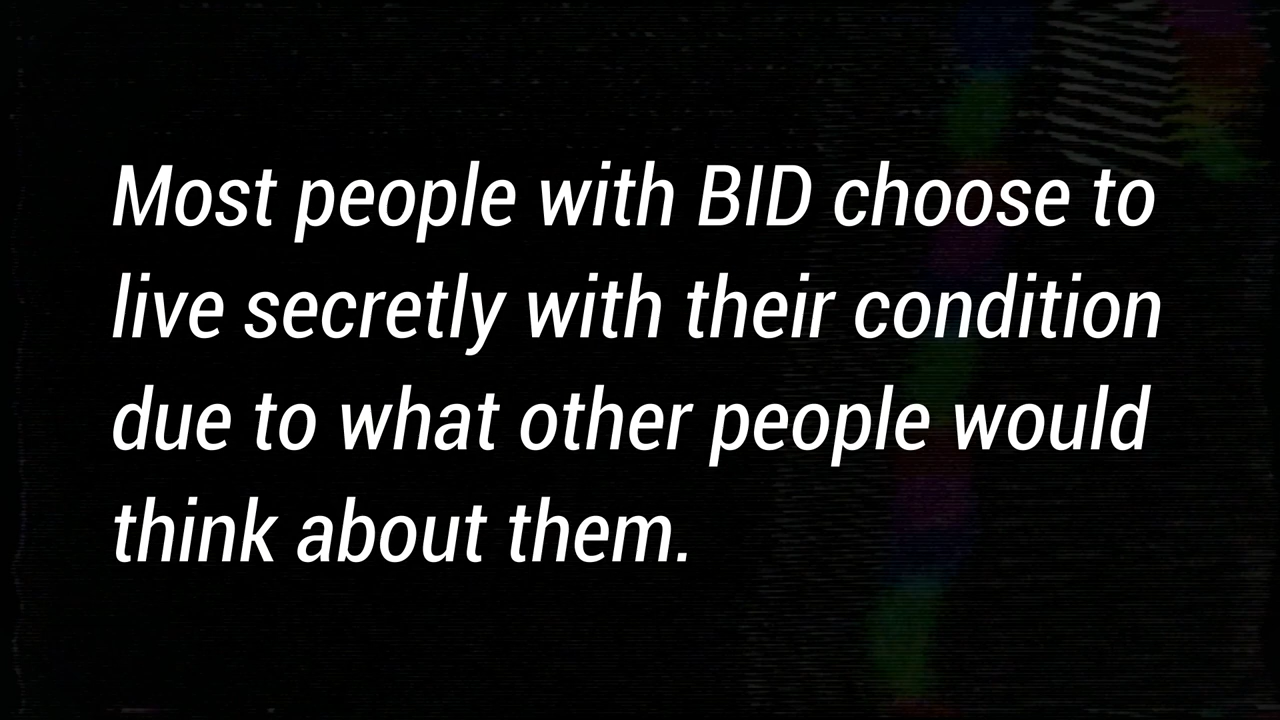 Most people with BID choose to
live secretly with their condition
due to what other people would
think about them.